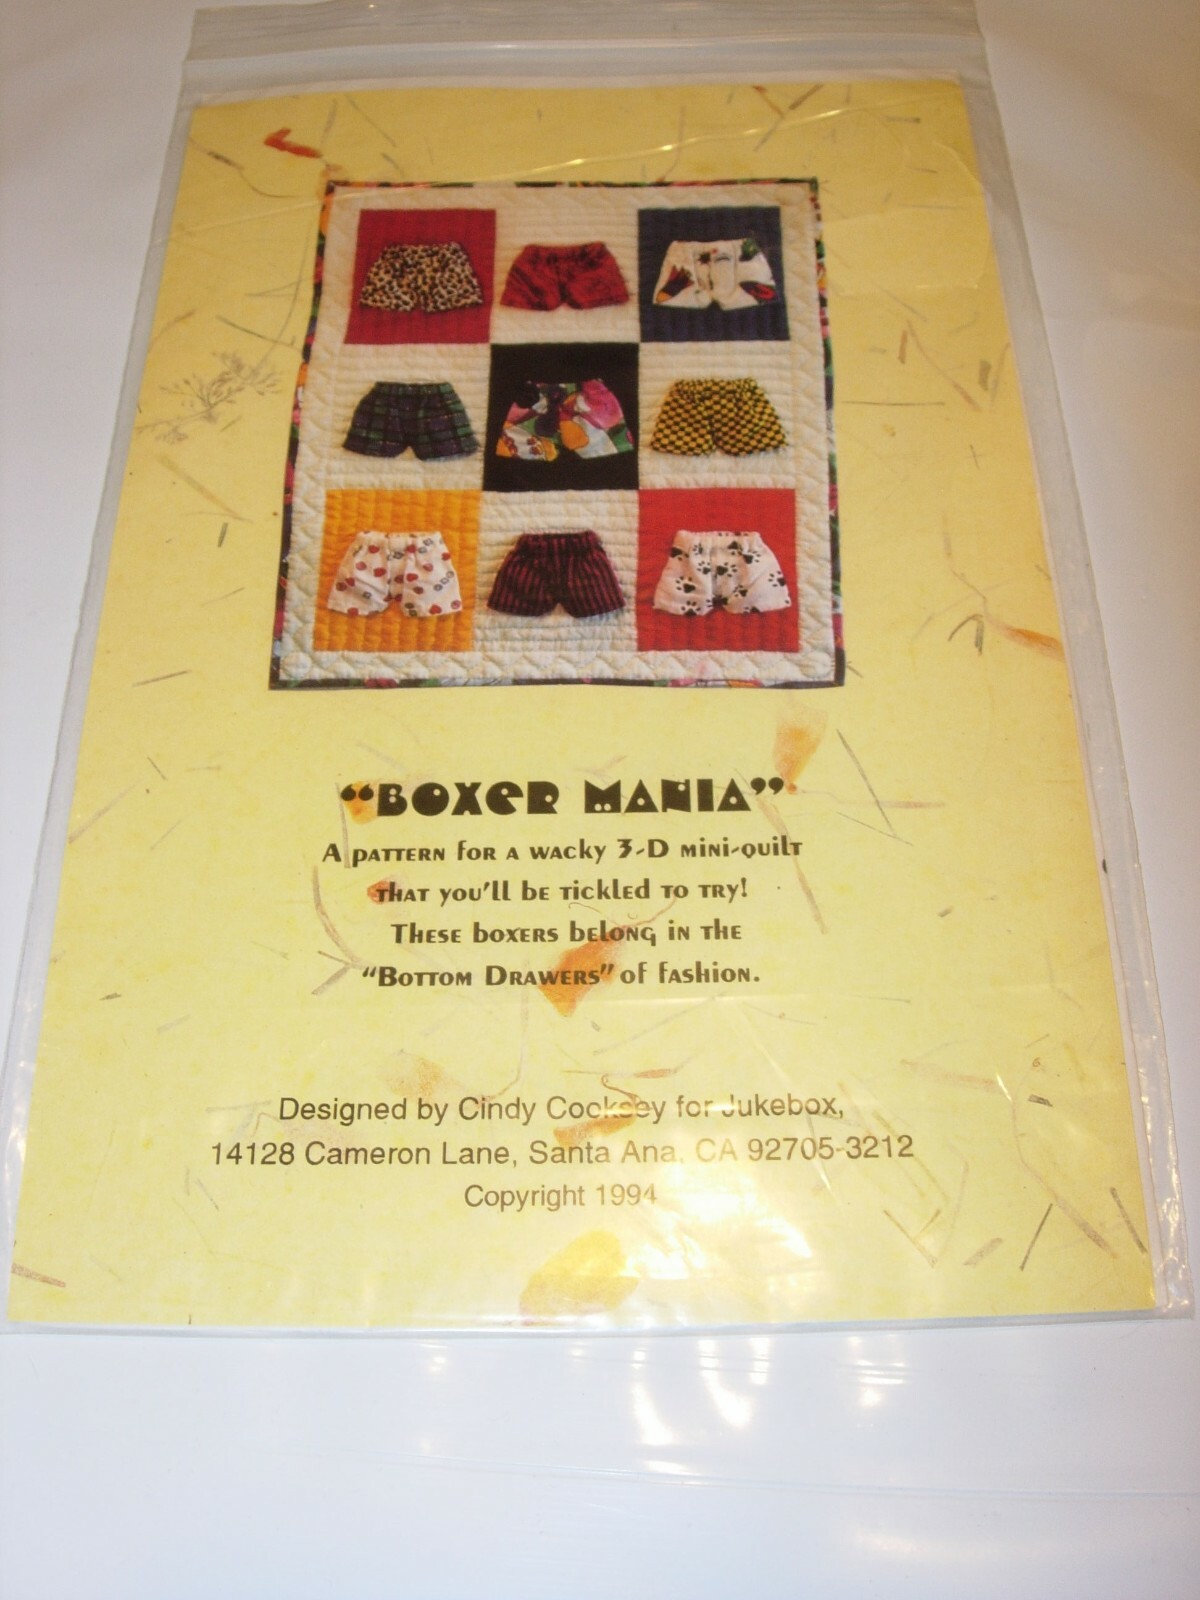 "BOXER MANIA"
A pattern for a wacky 3-D mini-quilt
that you'll be tickled to try!
These boxers belong in the
"Bottom Drawers" of fashion.
Designed by Cindy Cooksey for Jukebox,
14128 Cameron Lane, Santa Ana, CA 92705-3212
Copyright 1994